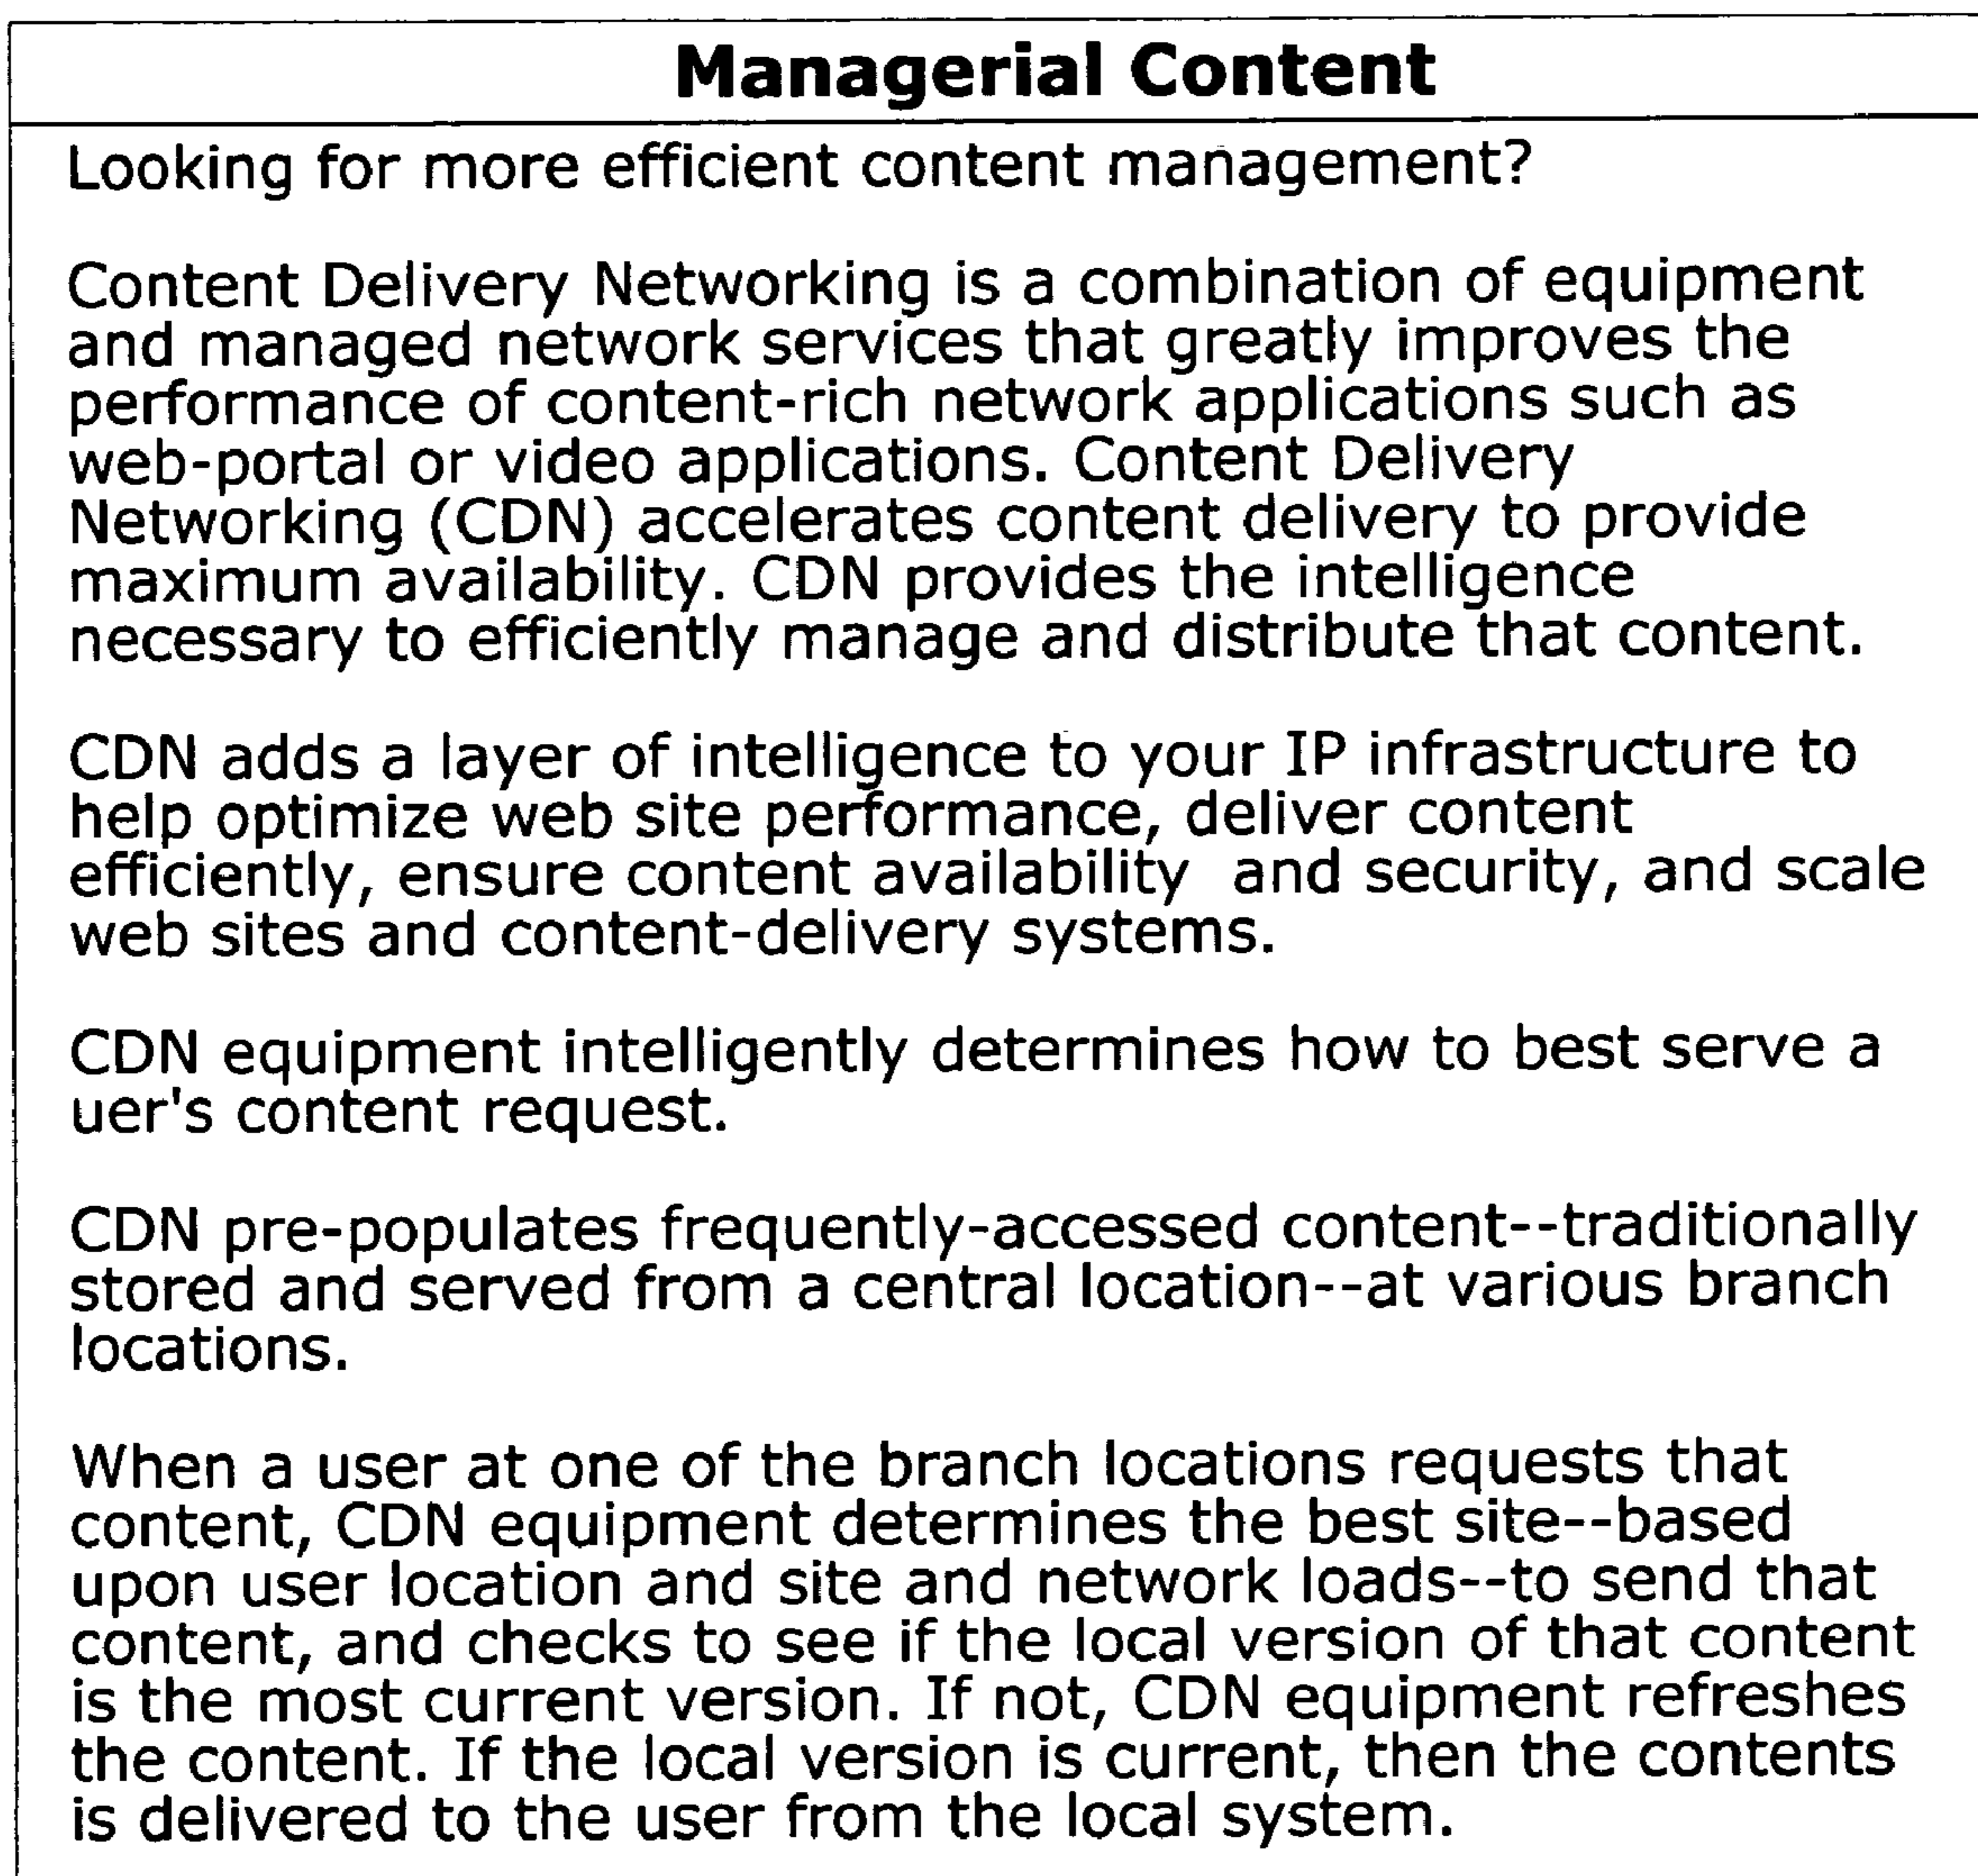 Managerial Content
Looking for more efficient content management?
Content Delivery Networking is a combination of equipment
and managed network services that greatly improves the
performance of content-rich network applications such as
web-portal or video applications. Content Delivery
Networking (CDN) accelerates content delivery to provide
maximum availability. CDN provides the intelligence
necessary to efficiently manage and distribute that content.
CDN adds a layer of intelligence to your IP infrastructure to
help optimize web site performance, deliver content
efficiently, ensure content availability and security, and scale
web sites and content-delivery systems.
CDN equipment intelligently determines how to best serve a
uer's content request.
CDN pre-populates frequently-accessed content--traditionally
stored and served from a central location--at various branch
locations.
When a user at one of the branch locations requests that
content, CDN equipment determines the best site--based
upon user location and site and network loads--to send that
content, and checks to see if the local version of that content
is the most current version. If not, CDN equipment refreshes
the content. If the local version is current, then the contents
is delivered to the user from the local system.